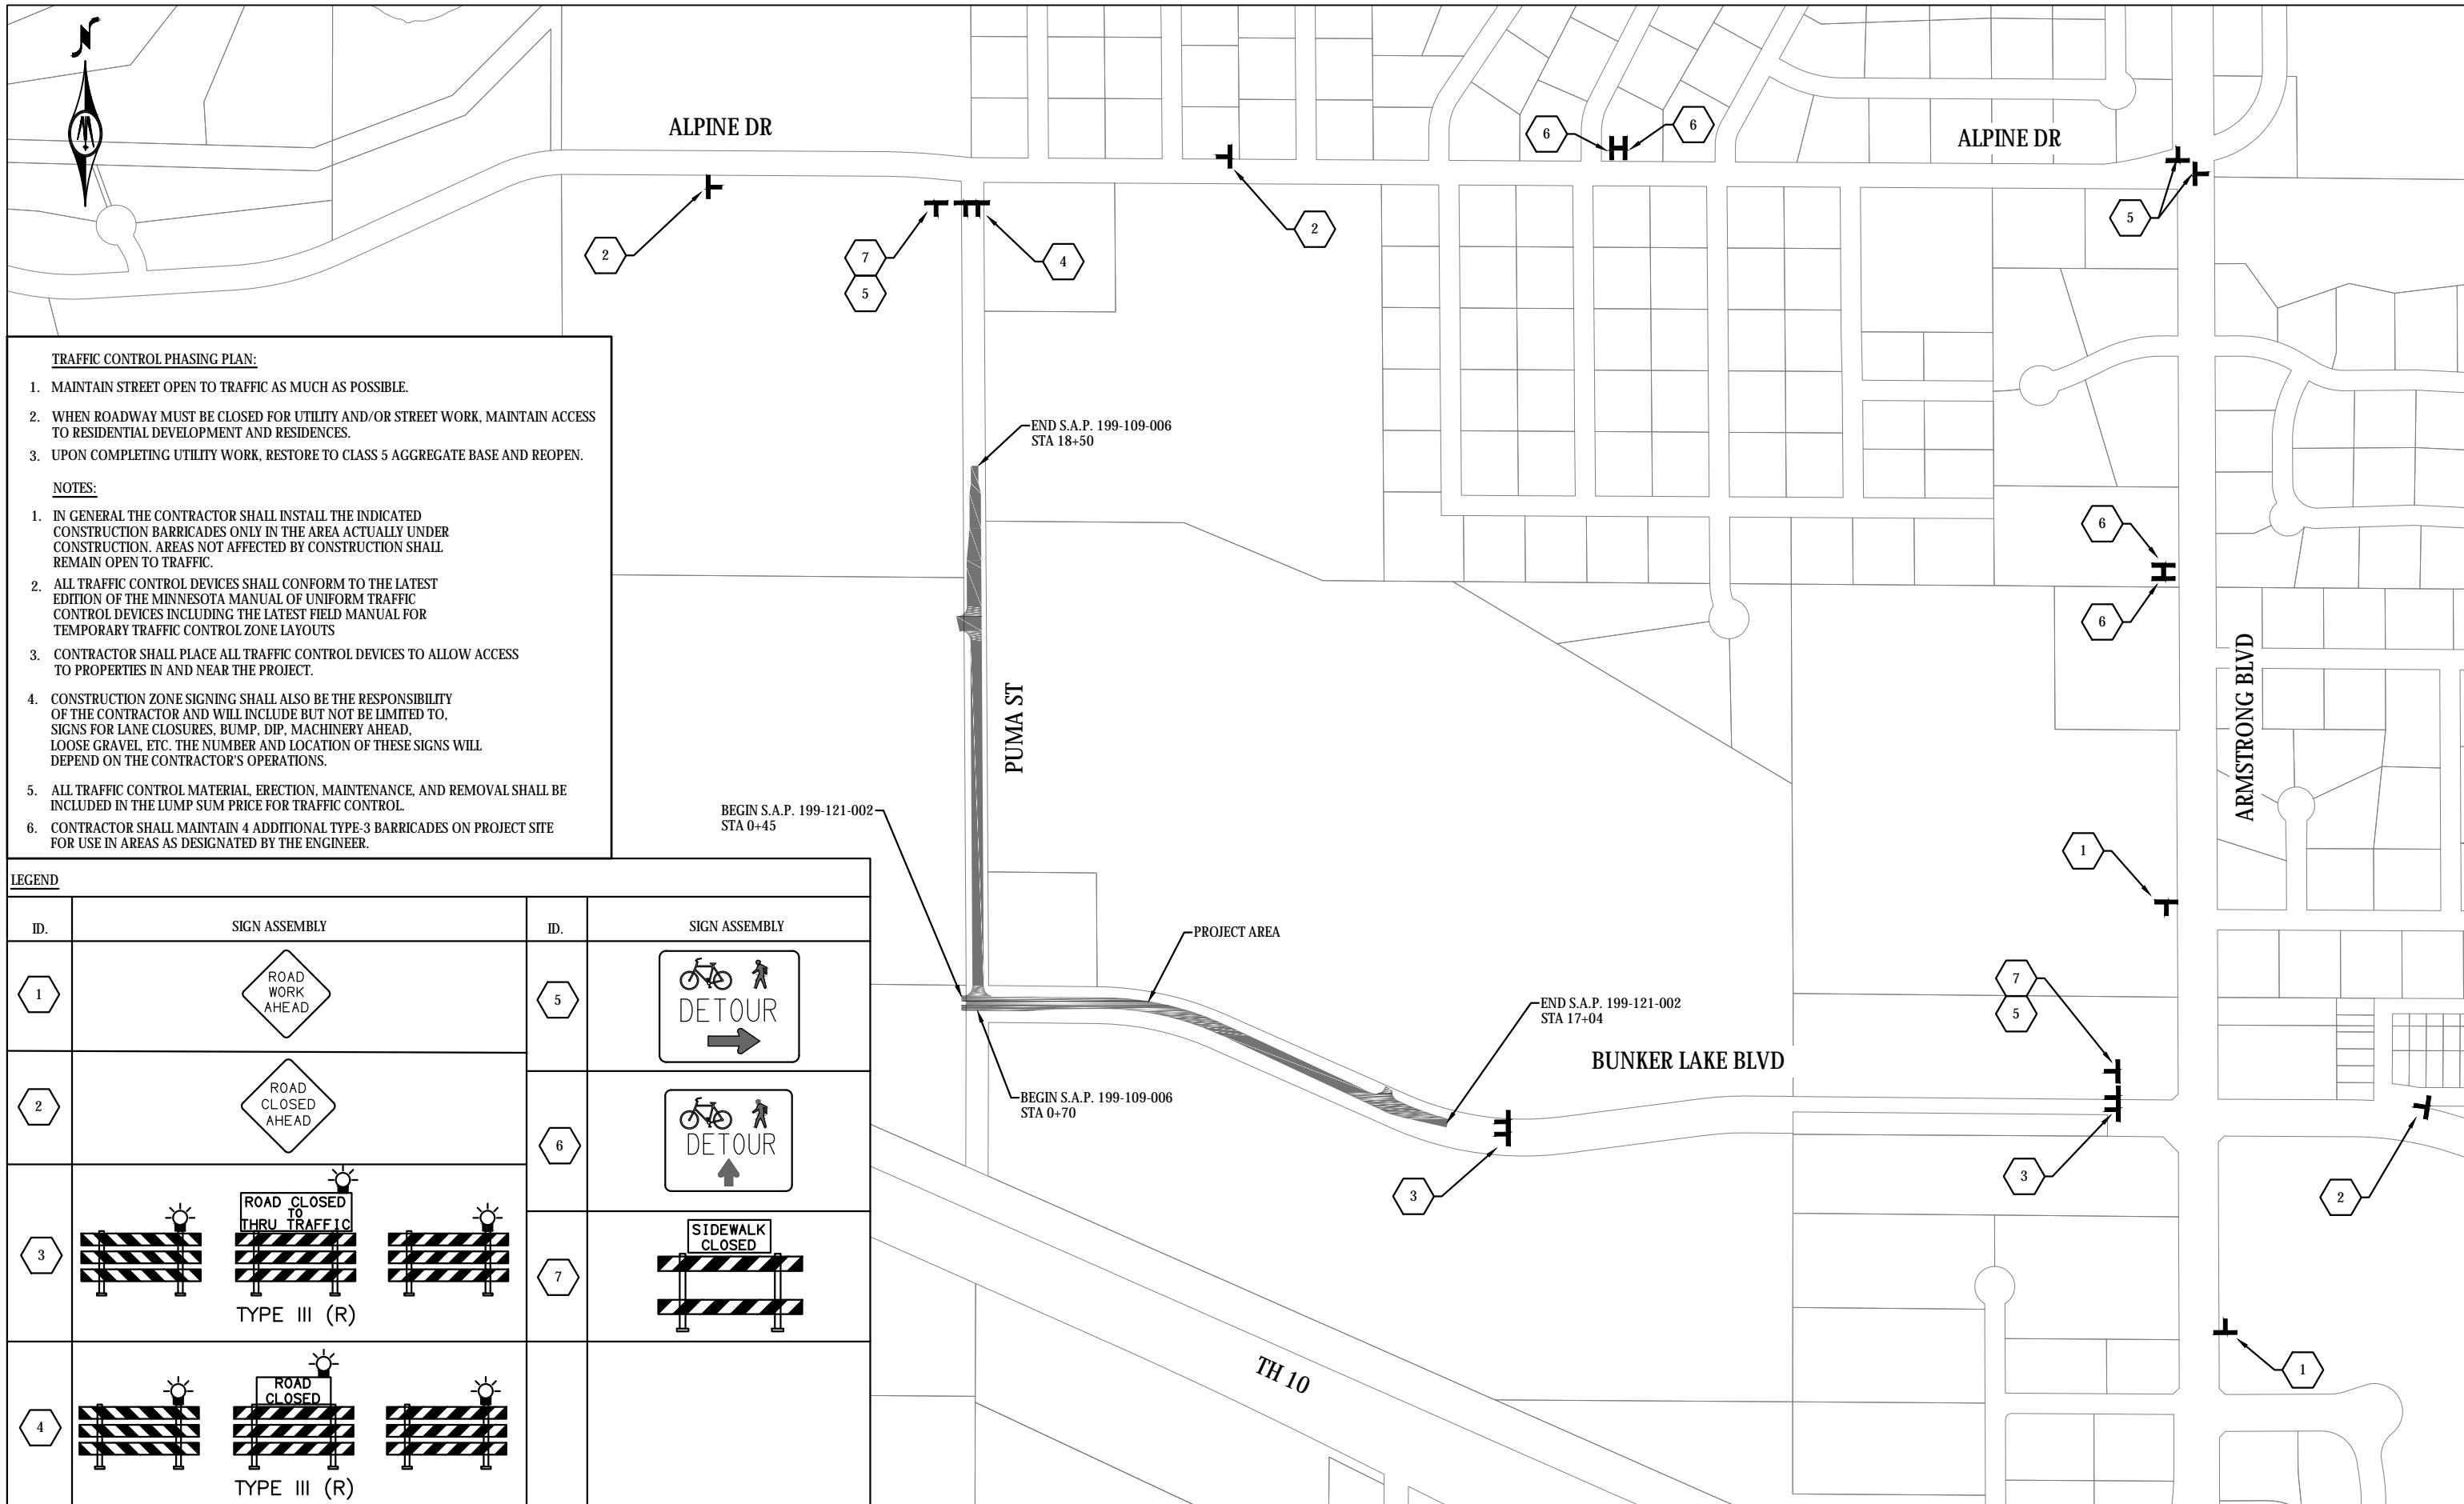 N
ALPINE DR
ALPINE DR
6
6
2
2
7
5
4
5
TRAFFIC CONTROL PHASING PLAN:
1. MAINTAIN STREET OPEN TO TRAFFIC AS MUCH AS POSSIBLE.
2. WHEN ROADWAY MUST BE CLOSED FOR UTILITY AND/OR STREET WORK, MAINTAIN ACCESS
TO RESIDENTIAL DEVELOPMENT AND RESIDENCES.
3. UPON COMPLETING UTILITY WORK, RESTORE TO CLASS 5 AGGREGATE BASE AND REOPEN.
NOTES:
1. IN GENERAL THE CONTRACTOR SHALL INSTALL THE INDICATED
CONSTRUCTION BARRICADES ONLY IN THE AREA ACTUALLY UNDER
CONSTRUCTION. AREAS NOT AFFECTED BY CONSTRUCTION SHALL
REMAIN OPEN TO TRAFFIC.
2. ALL TRAFFIC CONTROL DEVICES SHALL CONFORM TO THE LATEST
EDITION OF THE MINNESOTA MANUAL OF UNIFORM TRAFFIC
CONTROL DEVICES INCLUDING THE LATEST FIELD MANUAL FOR
TEMPORARY TRAFFIC CONTROL ZONE LAYOUTS
3. CONTRACTOR SHALL PLACE ALL TRAFFIC CONTROL DEVICES TO ALLOW ACCESS
TO PROPERTIES IN AND NEAR THE PROJECT.
4. CONSTRUCTION ZONE SIGNING SHALL ALSO BE THE RESPONSIBILITY
OF THE CONTRACTOR AND WILL INCLUDE BUT NOT BE LIMITED TO,
SIGNS FOR LANE CLOSURES, BUMP, DIP, MACHINERY AHEAD,
LOOSE GRAVEL, ETC. THE NUMBER AND LOCATION OF THESE SIGNS WILL
DEPEND ON THE CONTRACTOR'S OPERATIONS.
5. ALL TRAFFIC CONTROL MATERIAL, ERECTION, MAINTENANCE, AND REMOVAL SHALL BE
INCLUDED IN THE LUMP SUM PRICE FOR TRAFFIC CONTROL.
6. CONTRACTOR SHALL MAINTAIN 4 ADDITIONAL TYPE-3 BARRICADES ON PROJECT SITE
FOR USE IN AREAS AS DESIGNATED BY THE ENGINEER.
END S.A.P. 199-109-006
STA 18+50
PUMA ST
6
6
ARMSTRONG BLVD
BEGIN S.A.P. 199-121-002
STA 0+45
1
PROJECT AREA
7
5
END S.A.P. 199-121-002
STA 17+04
BUNKER LAKE BLVD
BEGIN S.A.P. 199-109-006
STA 0+70
3
3
2
TH 10
1
LEGEND
ID.
SIGN ASSEMBLY
ID.
SIGN ASSEMBLY
1
ROAD
WORK
AHEAD
2
ROAD
CLOSED
AHEAD
3
ROAD CLOSED
TO
THRU TRAFFIC
TYPE III (R)
4
ROAD
CLOSED
TYPE III (R)
5
DETOUR
6
DETOUR
7
SIDEWALK
CLOSED